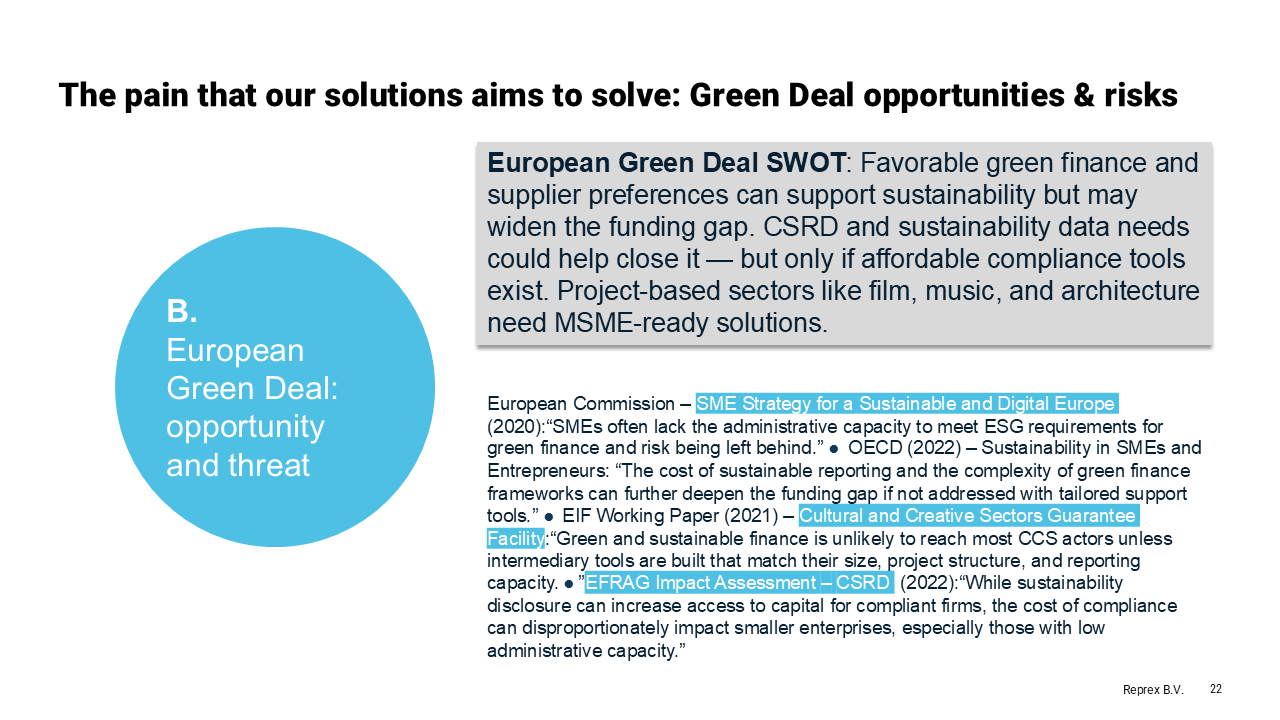 The pain that our solutions aims to solve: Green Deal opportunities & risks
B.
European
Green Deal:
opportunity
and threat
European Green Deal SWOT: Favorable green finance and
supplier preferences can support sustainability but may
widen the funding gap. CSRD and sustainability data needs
could help close it — but only if affordable compliance tools
exist. Project-based sectors like film, music, and architecture
need MSME-ready solutions.
European Commission – SME Strategy for a Sustainable and Digital Europe
(2020):“SMEs often lack the administrative capacity to meet ESG requirements for
green finance and risk being left behind.” ● OECD (2022) – Sustainability in SMEs and
Entrepreneurs: “The cost of sustainable reporting and the complexity of green finance
frameworks can further deepen the funding gap if not addressed with tailored support
tools.” ● EIF Working Paper (2021) – Cultural and Creative Sectors Guarantee
Facility:“Green and sustainable finance is unlikely to reach most CCS actors unless
intermediary tools are built that match their size, project structure, and reporting
capacity. ● ”EFRAG Impact Assessment – CSRD (2022):“While sustainability
disclosure can increase access to capital for compliant firms, the cost of compliance
can disproportionately impact smaller enterprises, especially those with low
administrative capacity.”
Reprex B.V. 22